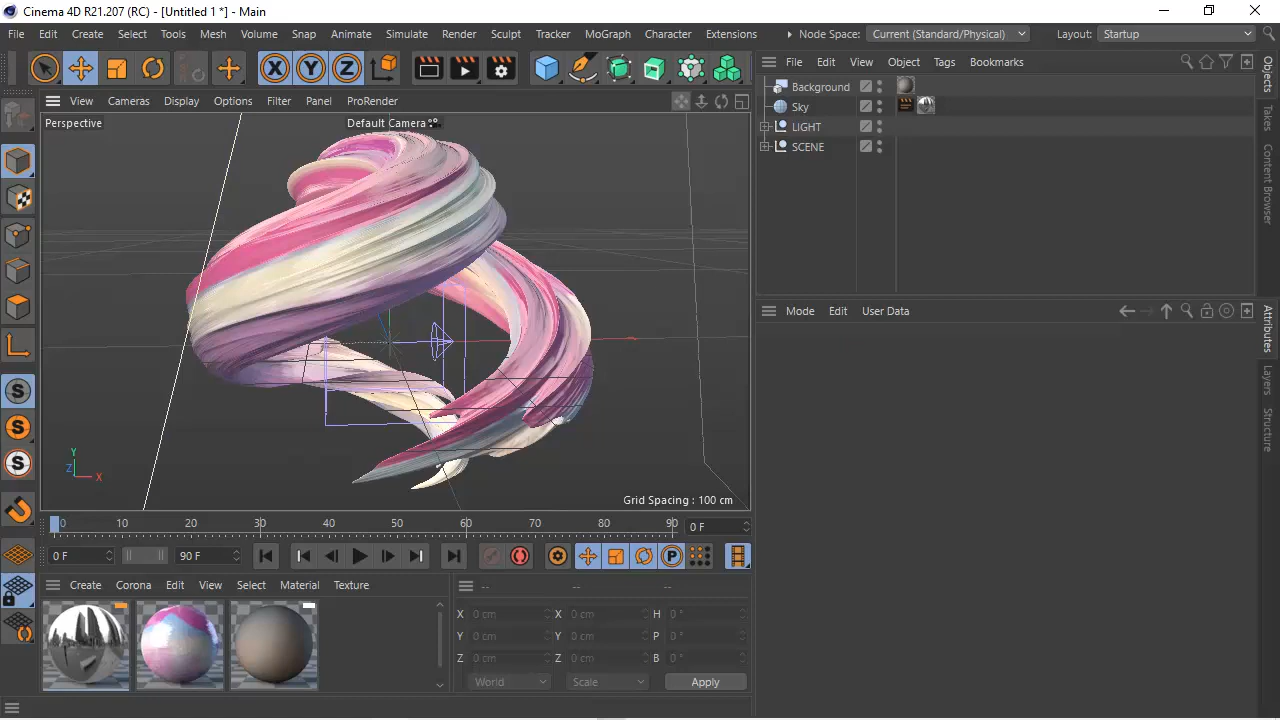 Cinema 4D R21.207 (RC) - [Untitled 1 *] - Main
File Edit Create Select Tools Mesh Volume Snap Animate Simulate Render Sculpt Tracker MoGraph Character Extensions Node Space: Current (Standard/Physical) Layout: Startup
X Y Z
File Edit View Object Tags Bookmarks
View Cameras Display Options Filter Panel ProRender
Perspective
Default Camera
Background
Sky
LIGHT
SCENE
Objects
Takes
Content Browser
Mode Edit User Data
Attributes
Layers
Structure
Y
Z
X
Grid Spacing : 100 cm
0 10 20 30 40 50 60 70 80 90 0 F
0 F 90 F P
Create Corona Edit View Select Material Texture
-- -- --
X 0 cm X 0 cm H 0 °
Y 0 cm Y 0 cm P 0 °
Z 0 cm Z 0 cm B 0 °
World Scale Apply